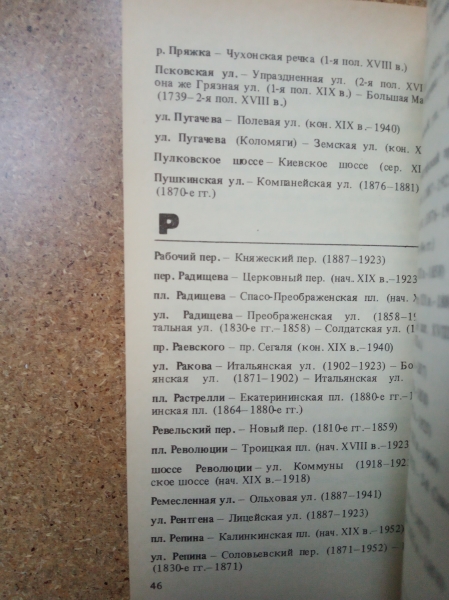 р. Пряжка – Чухонская речка (1-я пол. XVIII в.)
Псковская ул. – Упраздненная ул. (2-я пол. XVI
она же Грязная ул. (1-я пол. XIX в.) – Большая Ма
(1739–2-я пол. XVIII в.)
ул. Пугачева – Полевая ул. (кон. XIX в.–1940)
ул. Пугачева (Коломяги) – Земская ул. (кон. X
Пулковское шоссе – Киевское шоссе (сер. XI
Пушкинская ул. – Компанейская ул. (1876–1881)
(1870-е гг.)
Р
Рабочий пер. – Княжеский пер. (1887–1923)
пер. Радищева – Церковный пер. (нач. XIX в.–1923
пл. Радищева – Спасо-Преображенская пл. (нач. X
ул. Радищева – Преображенская ул. (1858–19
тальная ул. (1830-е гг.–1858) – Солдатская ул. (1
пр. Раевского – пр. Сегаля (кон. XIX в.–1940)
ул. Ракова – Итальянская ул. (1902–1923) – Бо
янская ул. (1871–1902) – Итальянская ул.
пл. Растрелли – Екатерининская пл. (1880-е г
инская пл. (1864–1880-е гг.)
Ревельский пер. – Новый пер. (1810-е гг.–1859)
пл. Революции – Троицкая пл. (нач. XVIII в.–1923
шоссе Революции – ул. Коммуны (1918–192
ское шоссе (нач. XIX в.–1918)
Ремесленная ул. – Ольховая ул. (1887–1941)
ул. Рентгена – Лицейская ул. (1887–1923)
пл. Репина – Калинкинская пл. (нач. XIX в.–1952)
ул. Репина – Соловьевский пер. (1871–1952) –
(1830-е гг.–1871)
46